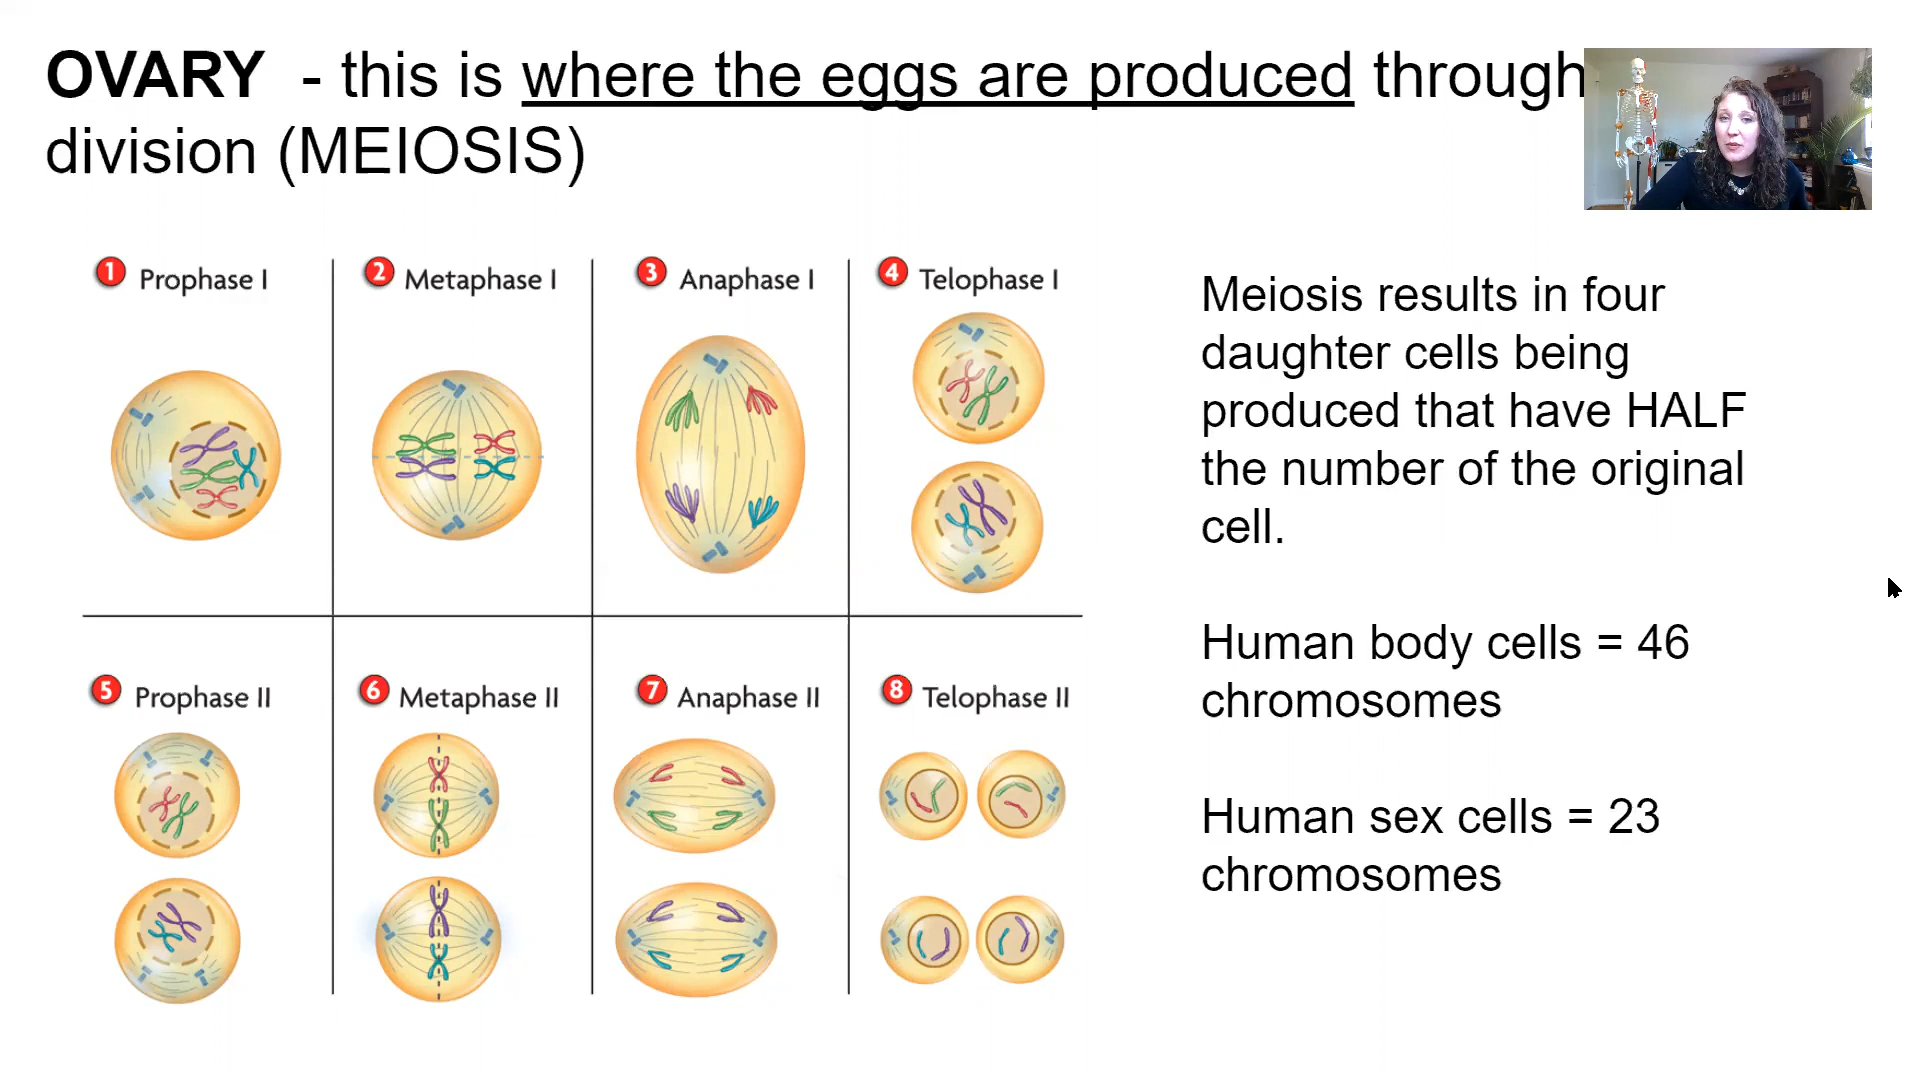 OVARY - this is where the eggs are produced through
division (MEIOSIS)
1 Prophase I
2 Metaphase I
3 Anaphase I
4 Telophase I
5 Prophase II
6 Metaphase II
7 Anaphase II
8 Telophase II
Meiosis results in four
daughter cells being
produced that have HALF
the number of the original
cell.
Human body cells = 46
chromosomes
Human sex cells = 23
chromosomes